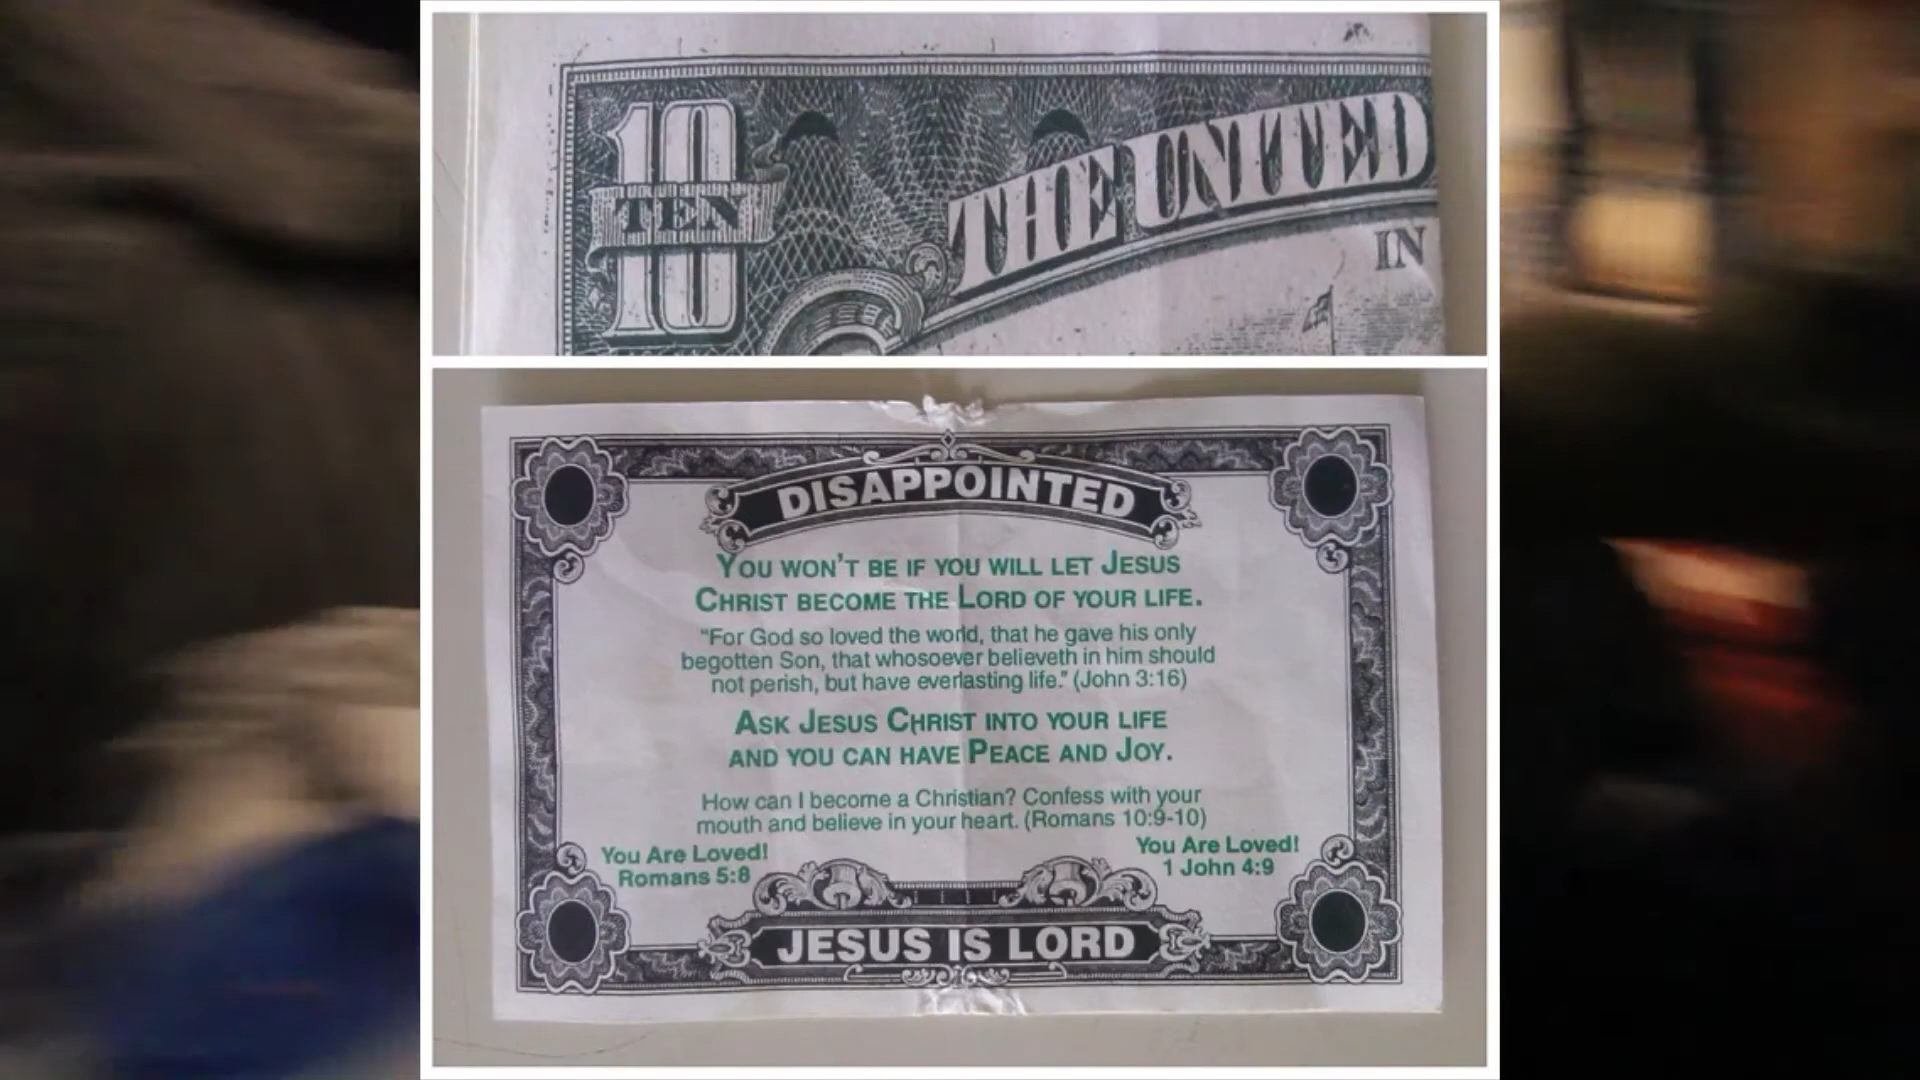 10
TEN
THE UNITED
IN
DISAPPOINTED
YOU WON'T BE IF YOU WILL LET JESUS
CHRIST BECOME THE LORD OF YOUR LIFE.
"For God so loved the world, that he gave his only
begotten Son, that whosoever believeth in him should
not perish, but have everlasting life." (John 3:16)
ASK JESUS CHRIST INTO YOUR LIFE
AND YOU CAN HAVE PEACE AND JOY.
How can I become a Christian? Confess with your
mouth and believe in your heart. (Romans 10:9-10)
You Are Loved!
Romans 5:8
You Are Loved!
1 John 4:9
JESUS IS LORD